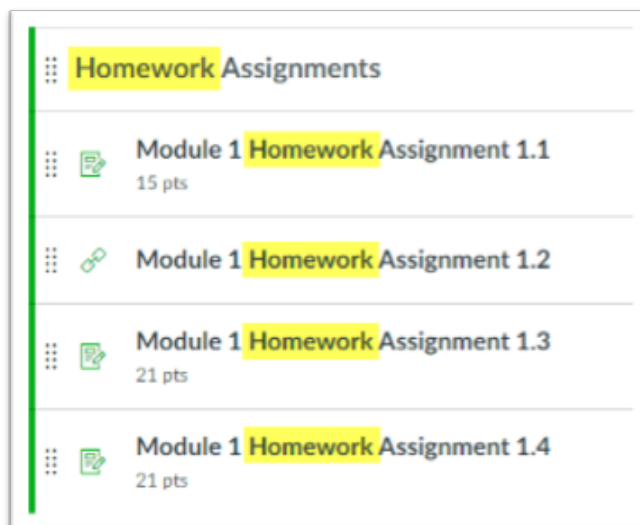 Homework Assignments
Module 1 Homework Assignment 1.1
15 pts
Module 1 Homework Assignment 1.2
Module 1 Homework Assignment 1.3
21 pts
Module 1 Homework Assignment 1.4
21 pts